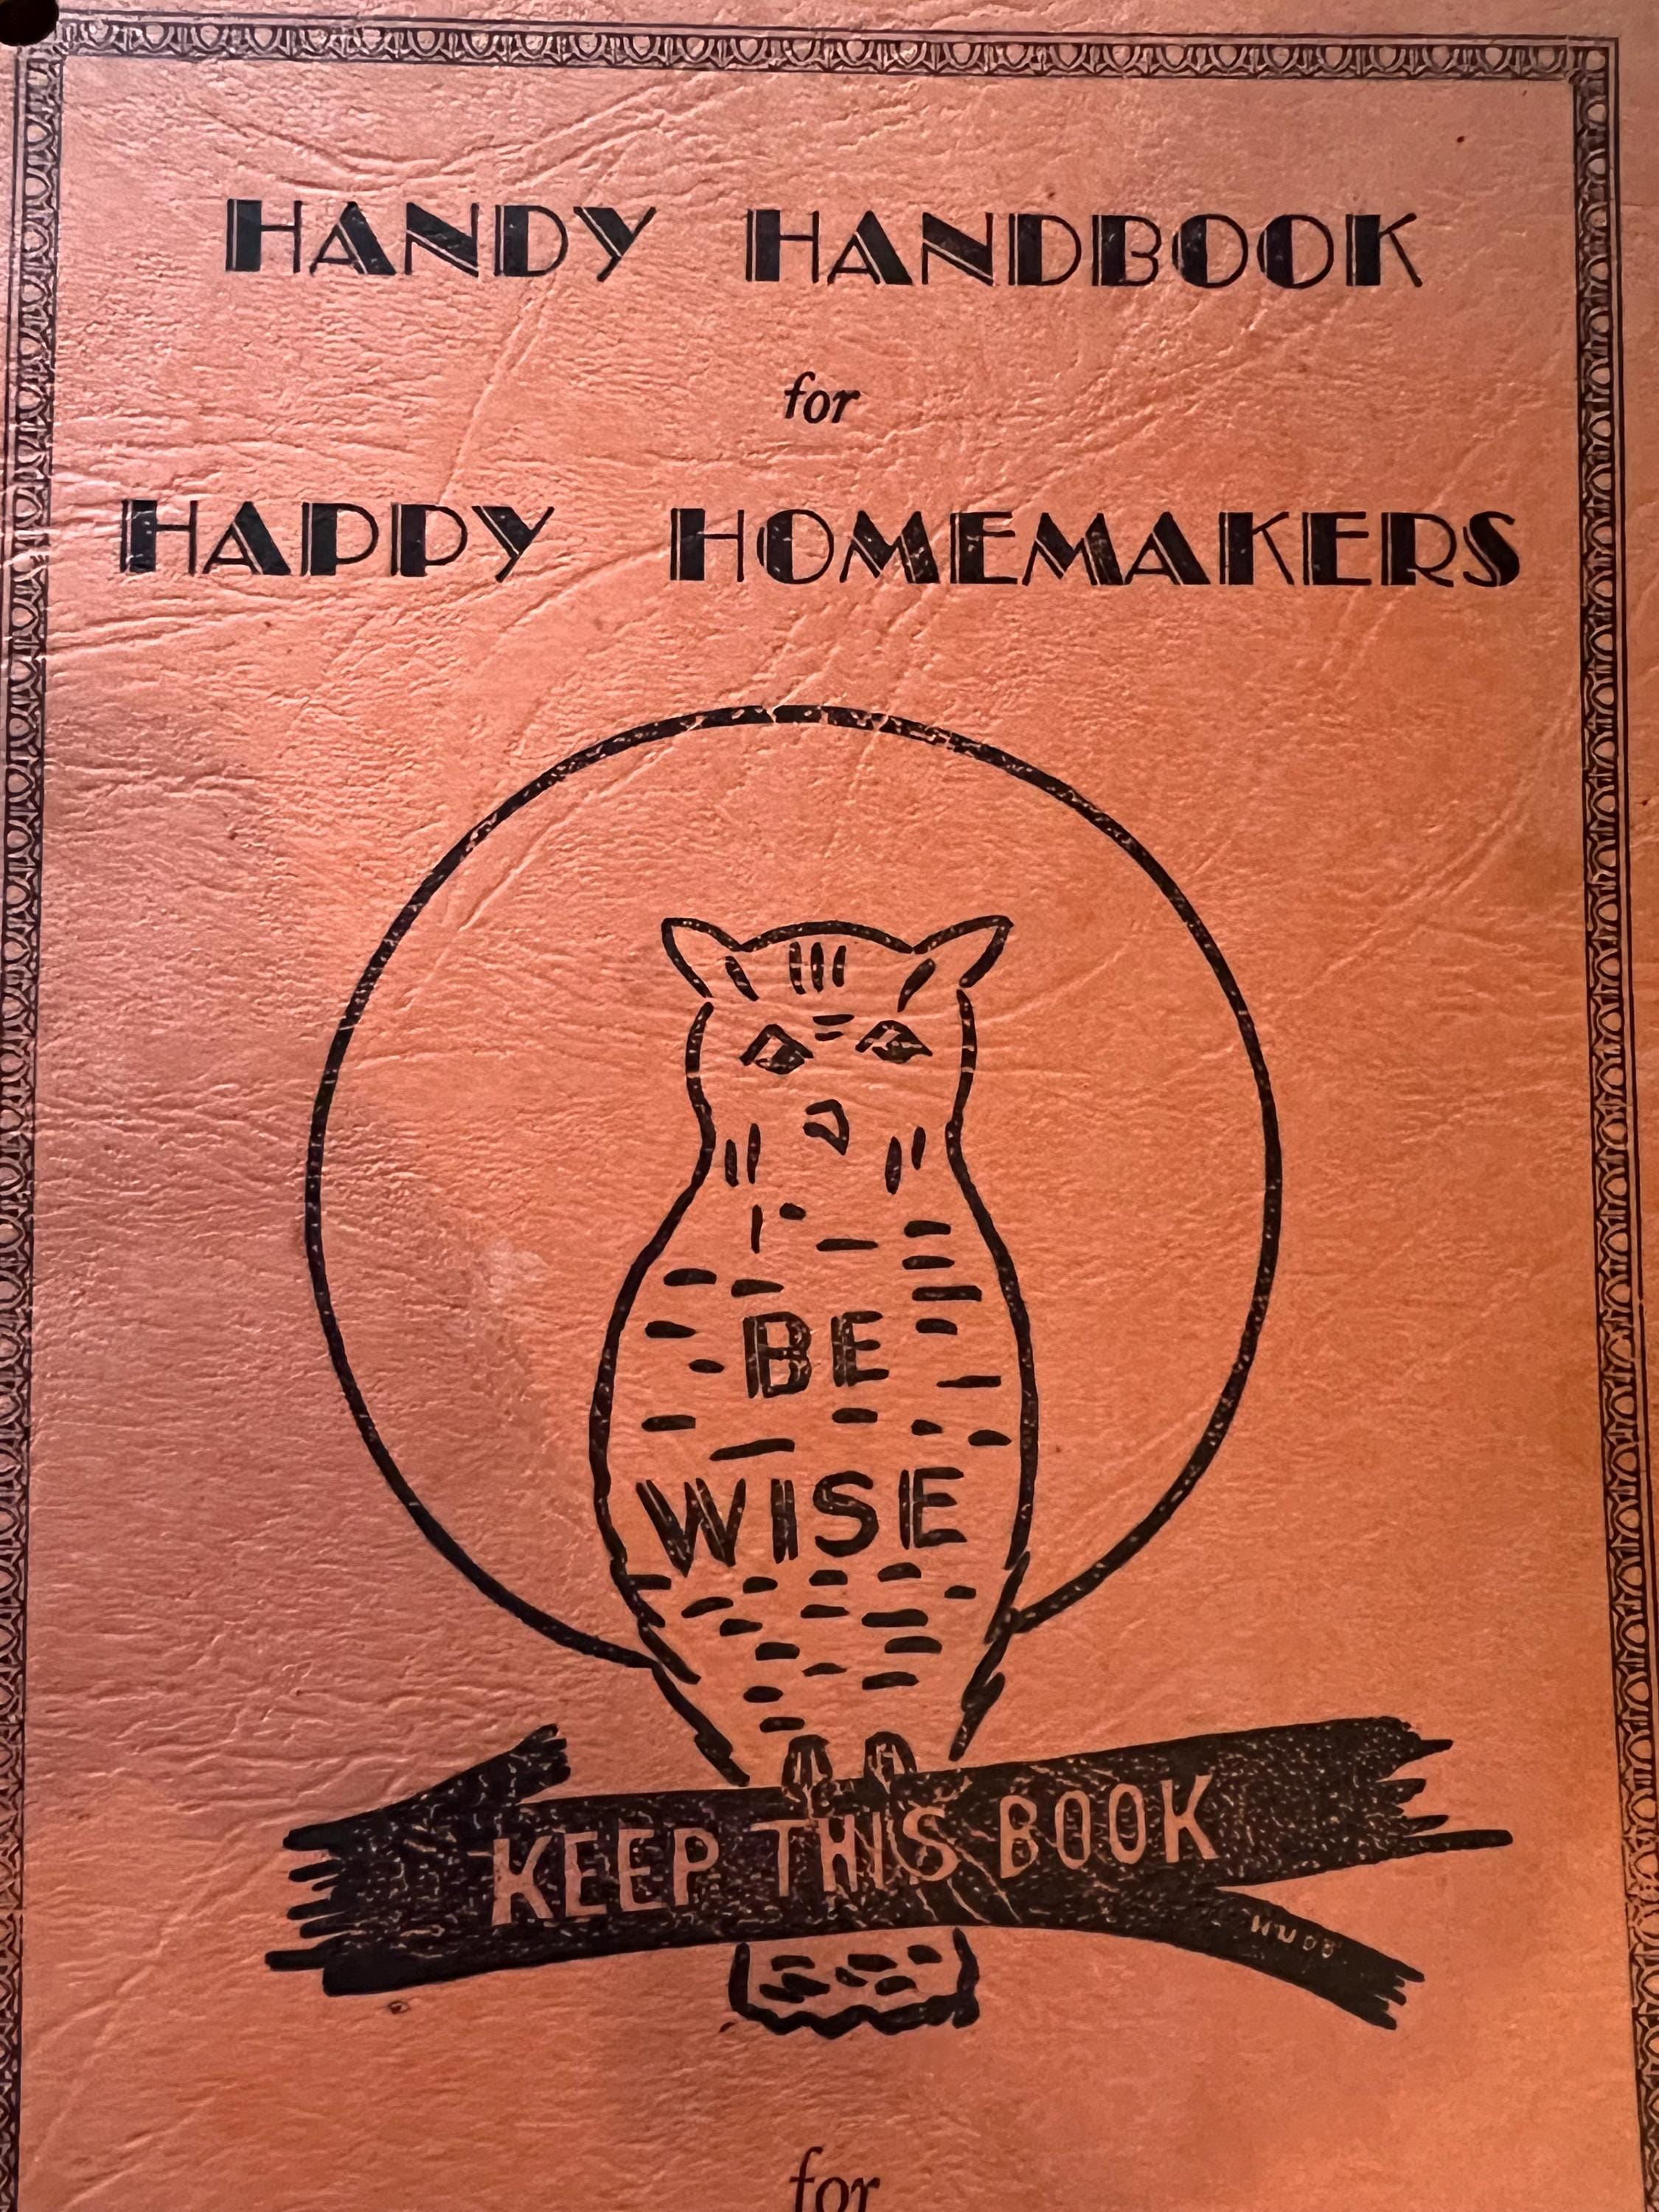 HANDY HANDBOOK
for
HAPPY HOMEMAKERS
BE
WISE
KEEP THIS BOOK
for